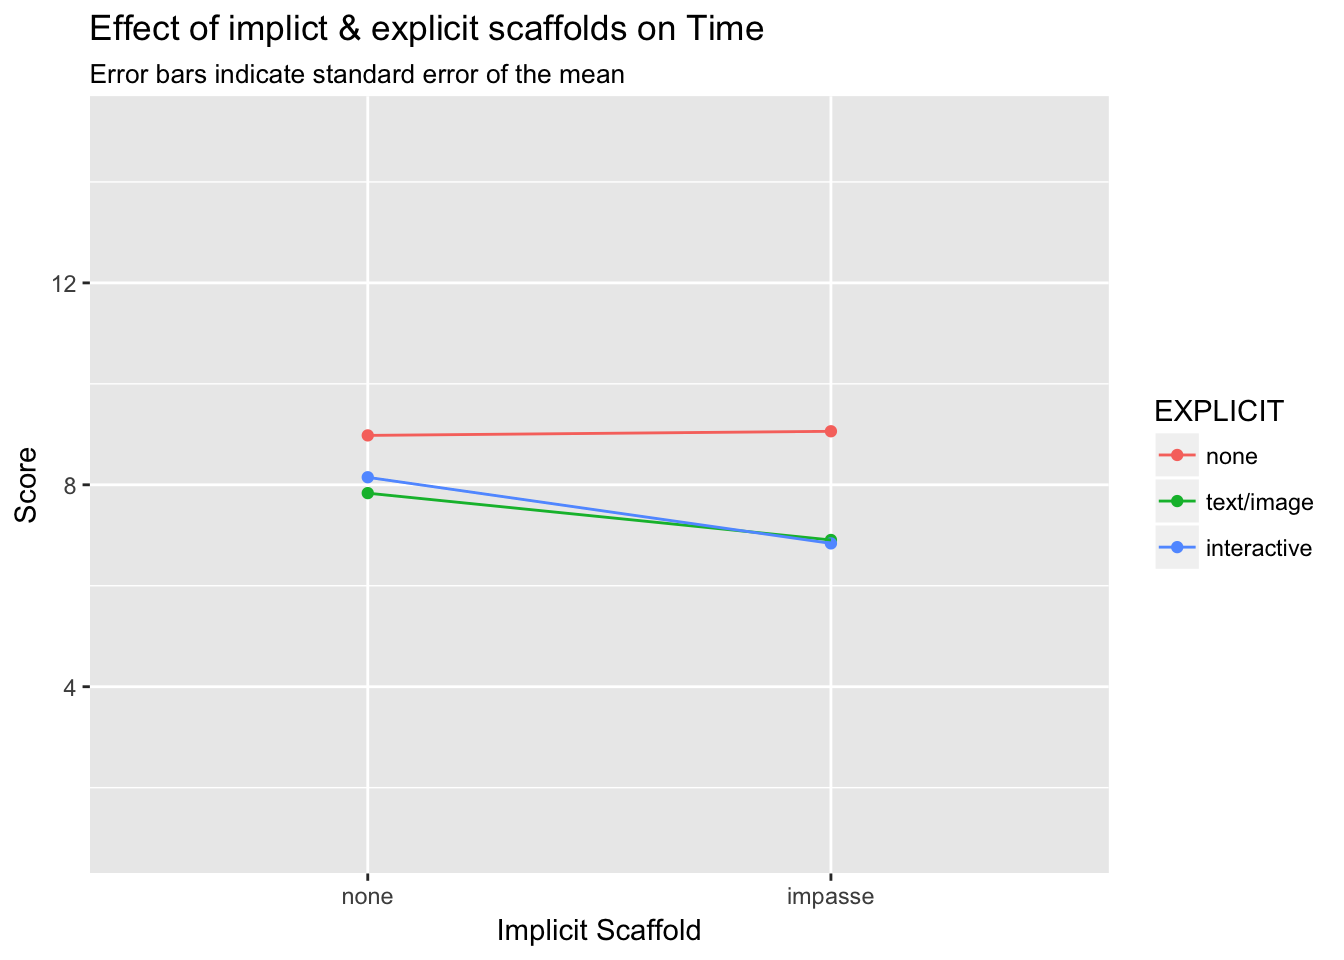 Effect of implict & explicit scaffolds on Time
Error bars indicate standard error of the mean
12
8
4
Score
none
impasse
Implicit Scaffold
EXPLICIT
none
text/image
interactive